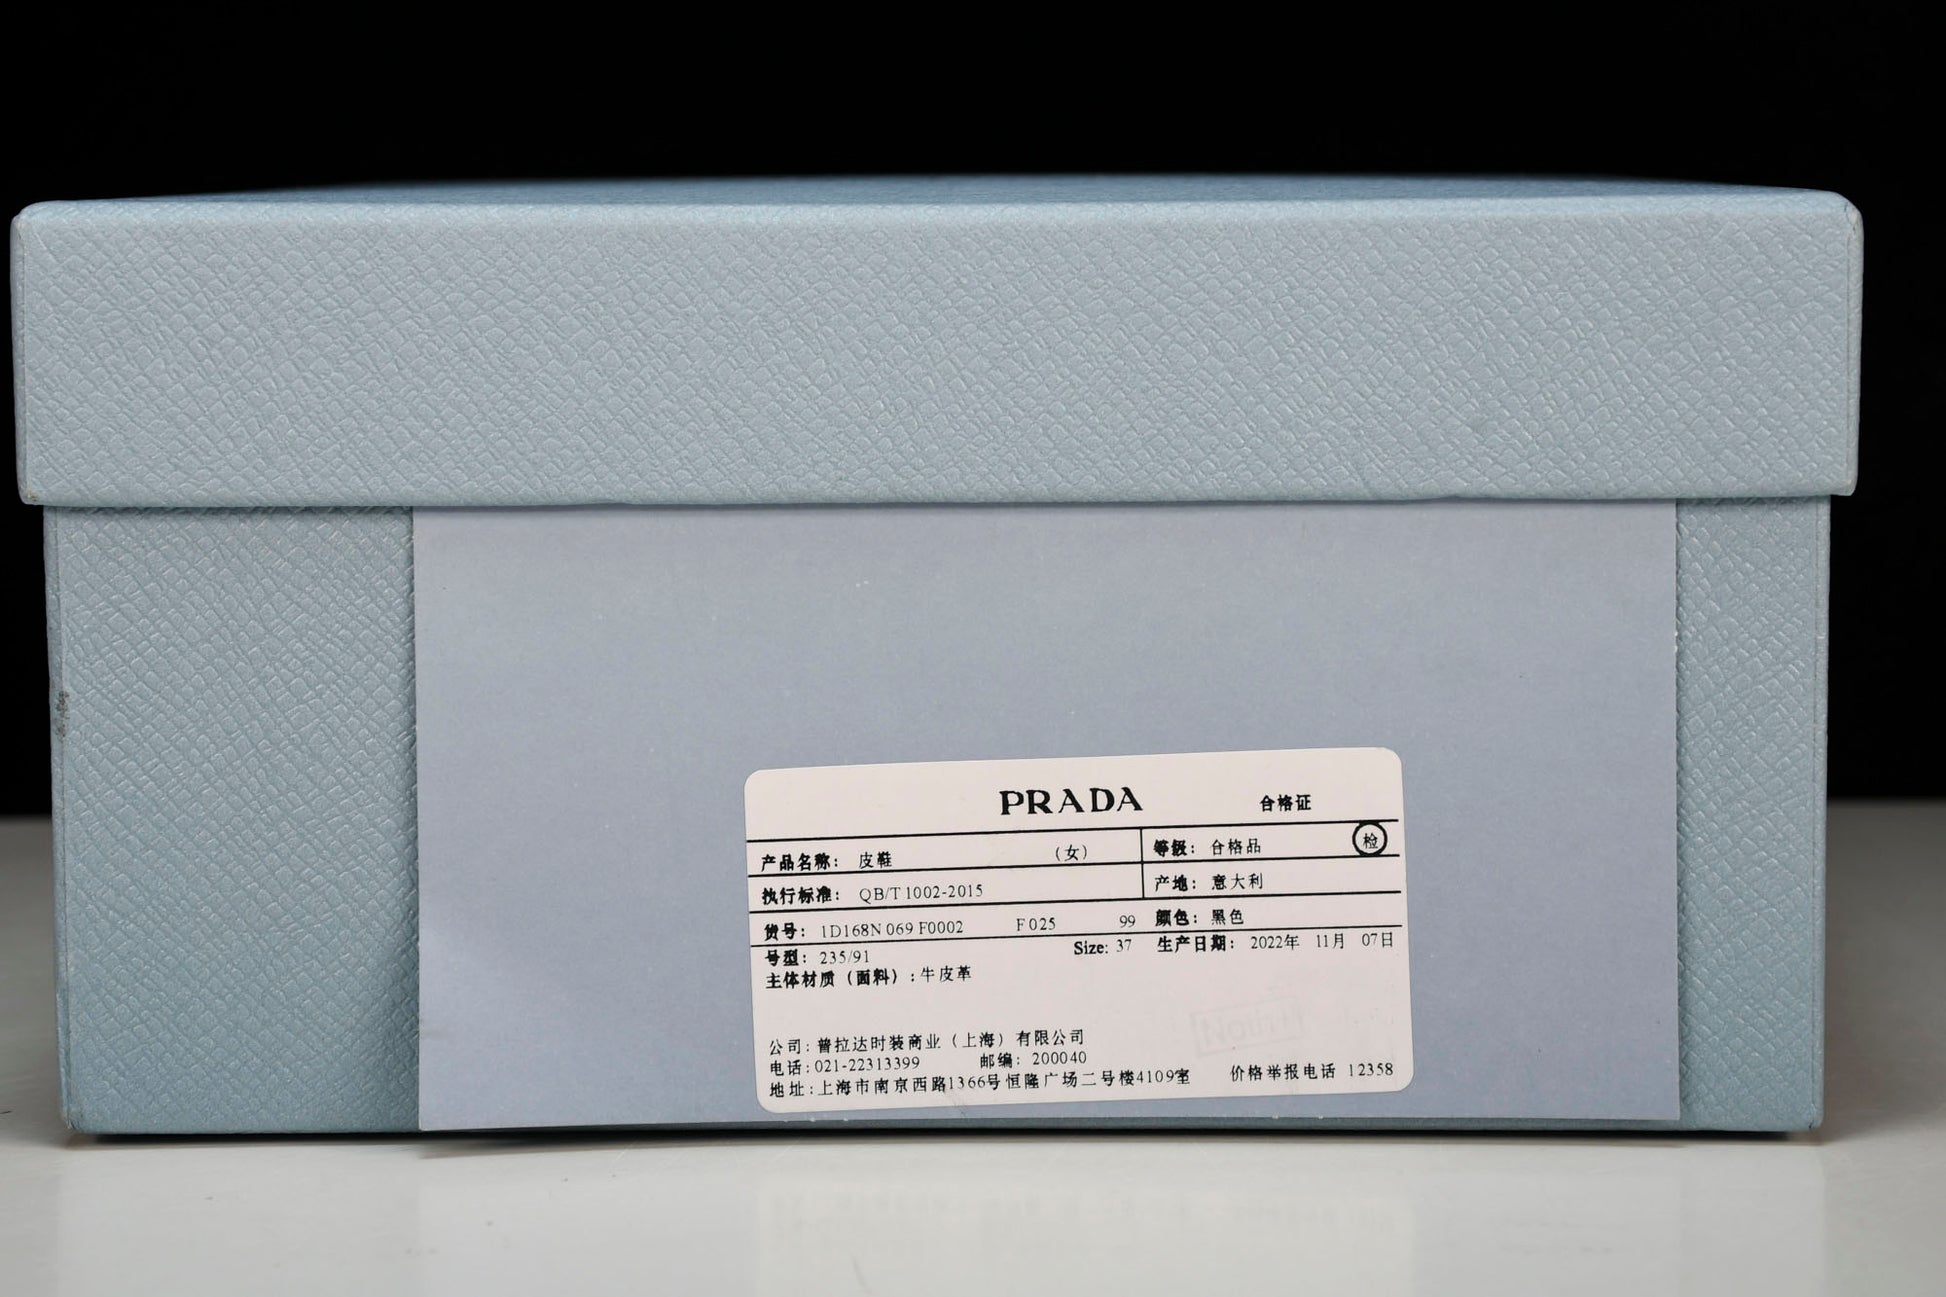 PRADA 合格证
产品名称： 皮鞋 （女） 等级： 合格品 检
执行标准： QB/T 1002-2015 产地： 意大利
货号： 1D168N 069 F0002 F 025 99 颜色： 黑色
号型： 235/91 Size: 37 生产日期： 2022年 11月 07日
主体材质（面料）: 牛皮革
公司: 普拉达时装商业（上海）有限公司
电话: 021-22313399 邮编: 200040
地址: 上海市南京西路1366号恒隆广场二号楼4109室 价格举报电话 12358